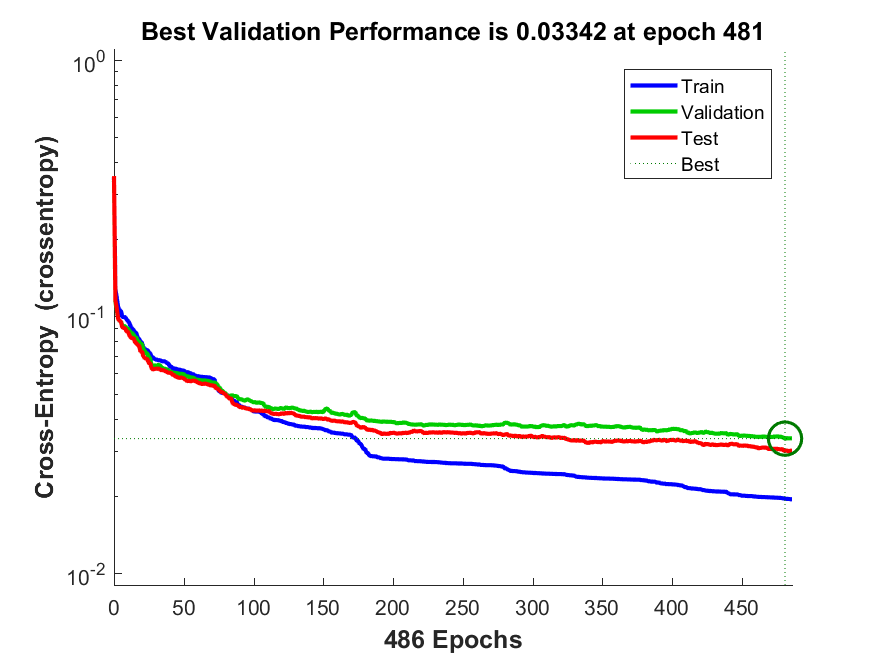 Best Validation Performance is 0.03342 at epoch 481
Cross-Entropy (crossentropy)
10^0
10^-1
10^-2
Train
Validation
Test
Best
0 50 100 150 200 250 300 350 400 450
486 Epochs